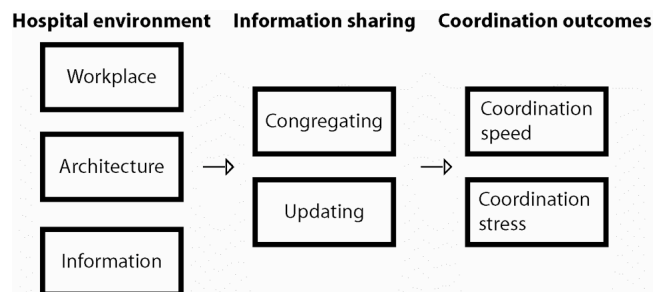 Hospital environment
Information sharing
Coordination outcomes
Workplace
Architecture
Information
Congregating
Updating
Coordination
speed
Coordination
stress